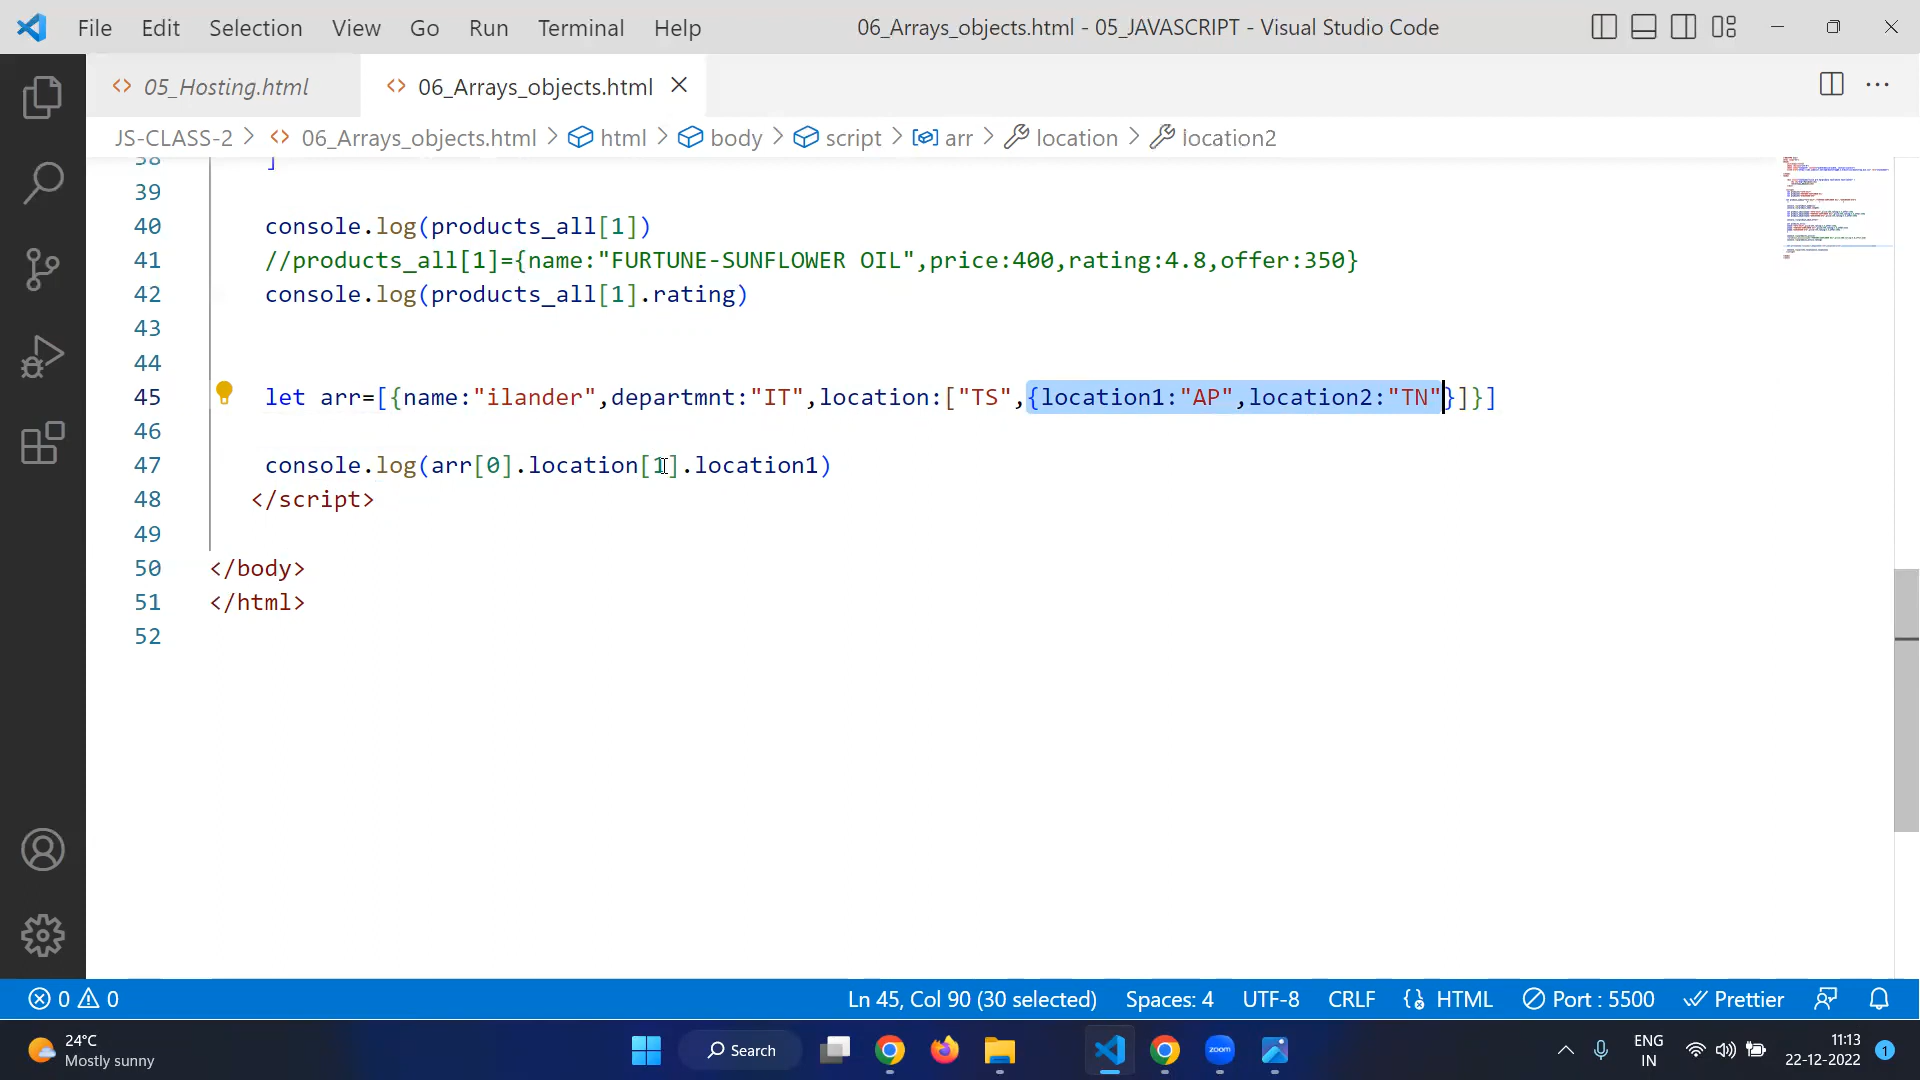 File Edit Selection View Go Run Terminal Help
06_Arrays_objects.html - 05_JAVASCRIPT - Visual Studio Code
05_Hosting.html
06_Arrays_objects.html
JS-CLASS-2 > 06_Arrays_objects.html > html > body > script > arr > location > location2
38 ]
39
40 console.log(products_all[1])
41 //products_all[1]={name:"FURTUNE-SUNFLOWER OIL",price:400,rating:4.8,offer:350}
42 console.log(products_all[1].rating)
43
44
45 let arr=[{name:"ilander",departmnt:"IT",location:["TS",{location1:"AP",location2:"TN"}]}]
46
47 console.log(arr[0].location[1].location1)
48 </script>
49
50 </body>
51 </html>
52
0 0
Ln 45, Col 90 (30 selected) Spaces: 4 UTF-8 CRLF HTML Port : 5500 Prettier
24°C
Mostly sunny
Search
zoom
ENG
IN
11:13
22-12-2022
1